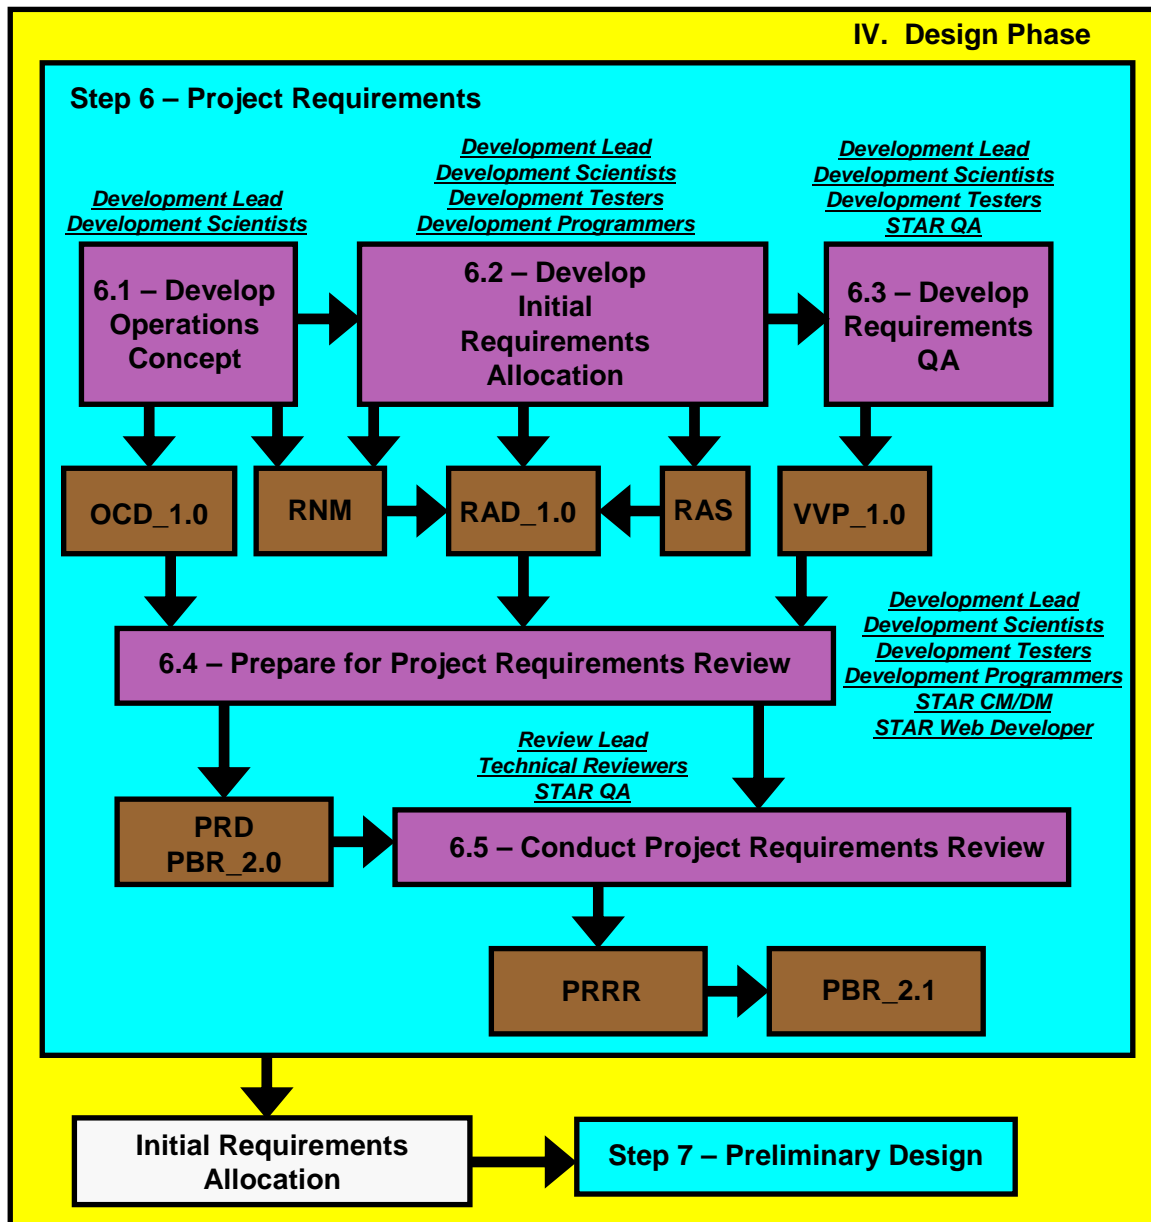 IV.  Design Phase
Step 6 – Project Requirements
Development Lead
Development Scientists
Development Lead
Development Scientists
Development Testers
Development Programmers
Development Lead
Development Scientists
Development Testers
STAR QA
6.1 – Develop
Operations
Concept
6.2 – Develop
Initial
Requirements
Allocation
6.3 – Develop
Requirements
QA
OCD_1.0
RNM
RAD_1.0
RAS
VVP_1.0
6.4 – Prepare for Project Requirements Review
Development Lead
Development Scientists
Development Testers
Development Programmers
STAR CM/DM
STAR Web Developer
Review Lead
Technical Reviewers
STAR QA
PRD
PBR_2.0
6.5 – Conduct Project Requirements Review
PRRR
PBR_2.1
Initial Requirements
Allocation
Step 7 – Preliminary Design